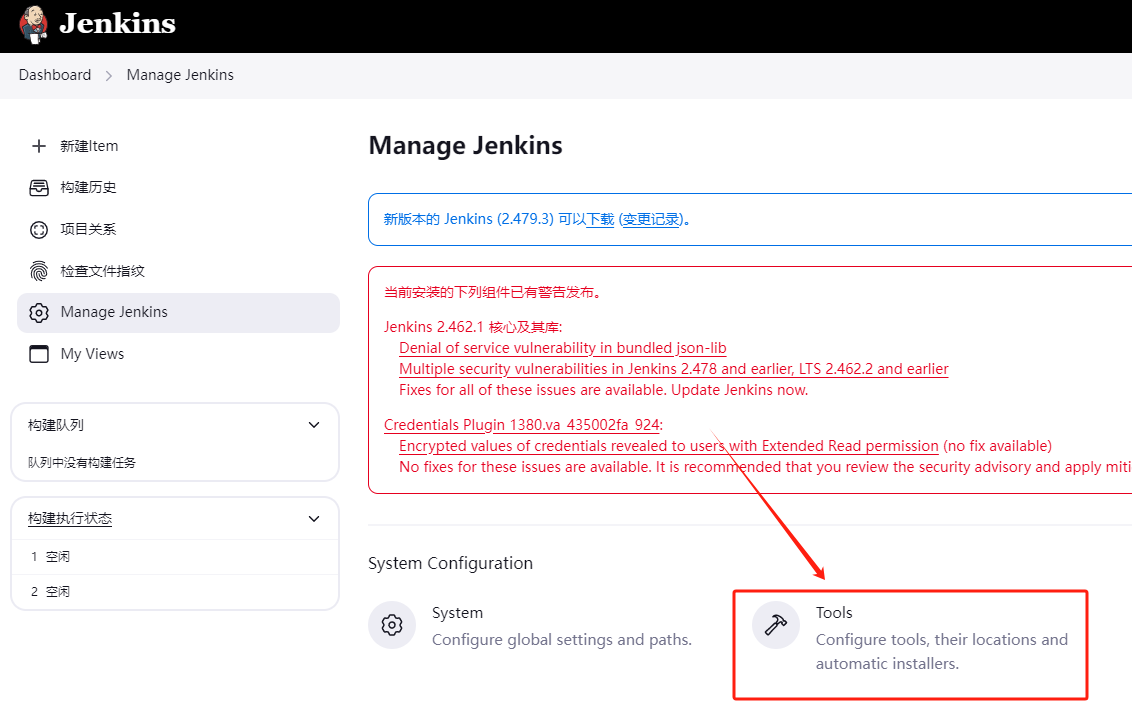 Jenkins
Dashboard
Manage Jenkins
新建Item
构建历史
项目关系
检查文件指纹
Manage Jenkins
My Views
构建队列
队列中没有构建任务
构建执行状态
1 空闲
2 空闲
Manage Jenkins
新版本的 Jenkins (2.479.3) 可以下载 (变更记录)。
当前安装的下列组件已有警告发布。
Jenkins 2.462.1 核心及其库:
Denial of service vulnerability in bundled json-lib
Multiple security vulnerabilities in Jenkins 2.478 and earlier, LTS 2.462.2 and earlier
Fixes for all of these issues are available. Update Jenkins now.
Credentials Plugin 1380.va_435002fa_924:
Encrypted values of credentials revealed to users with Extended Read permission (no fix available)
No fixes for these issues are available. It is recommended that you review the security advisory and apply miti
System Configuration
System
Configure global settings and paths.
Tools
Configure tools, their locations and
automatic installers.